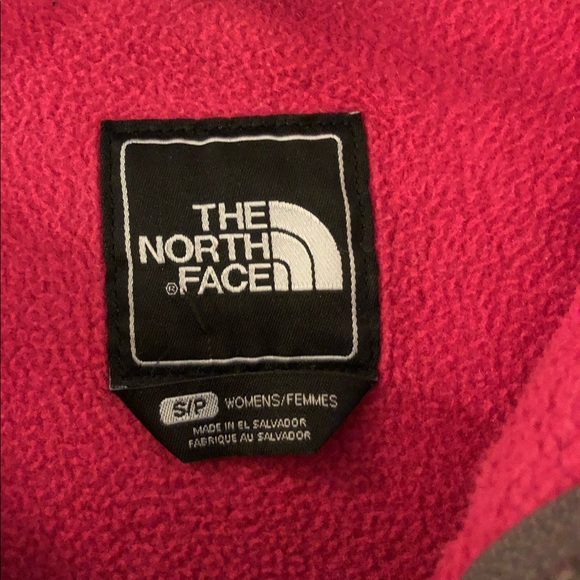 THE
NORTH
®FACE
S/P WOMENS/FEMMES
MADE IN EL SALVADOR
FABRIQUE AU SALVADOR